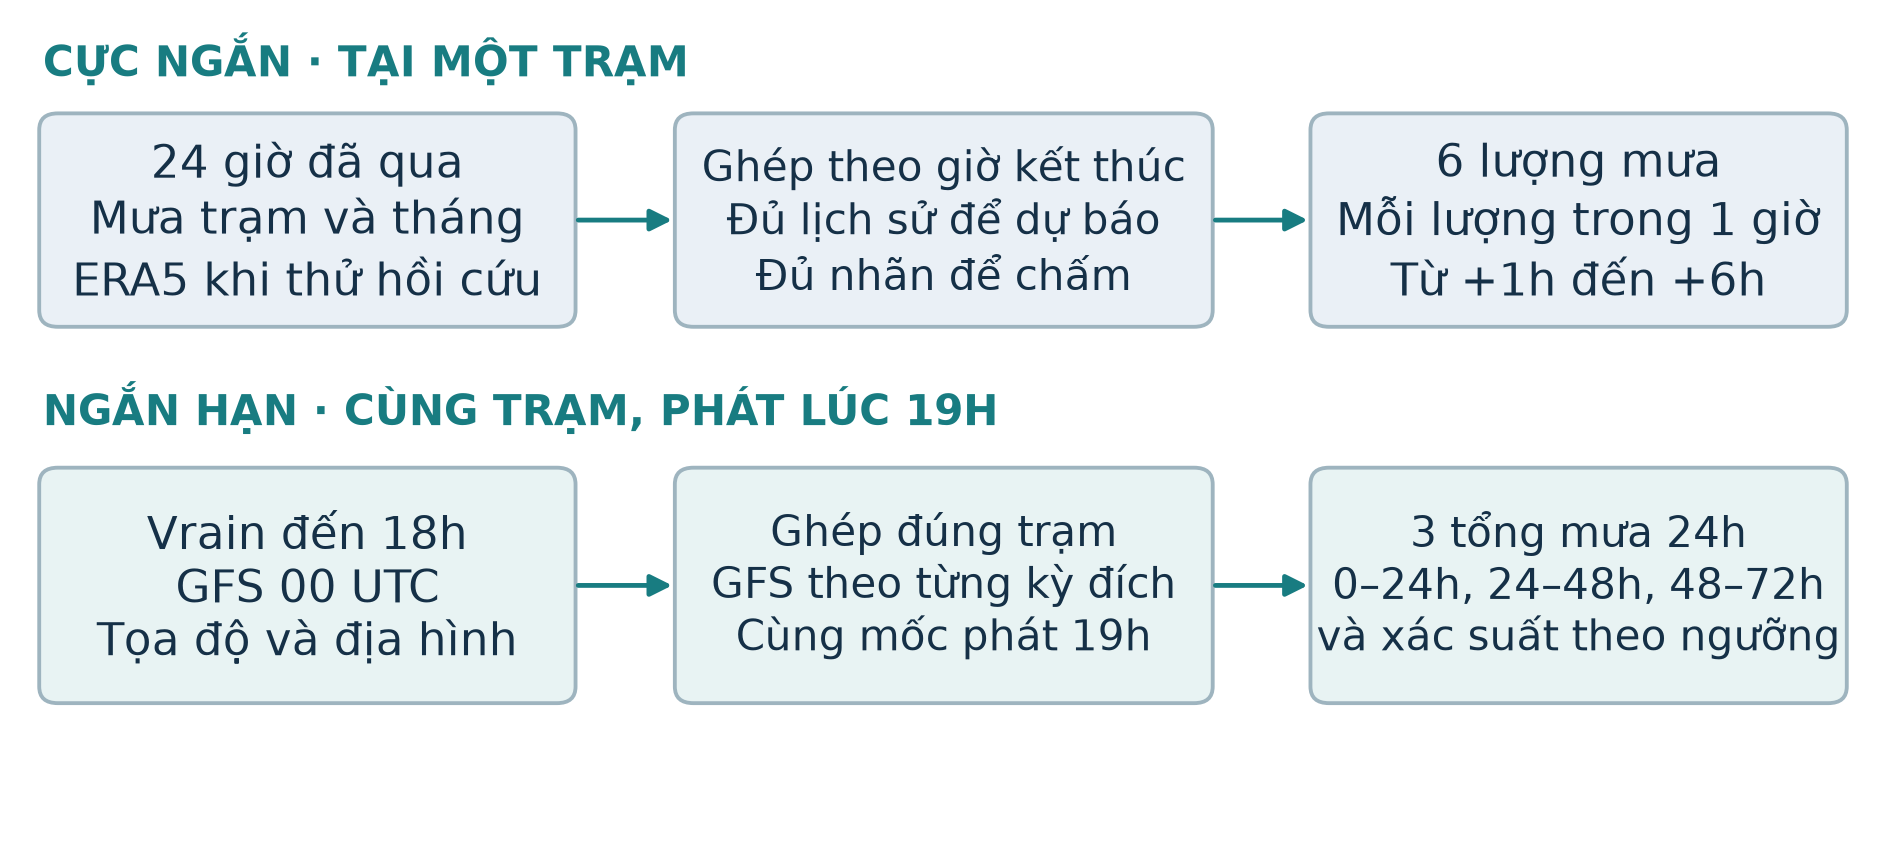 CỰC NGẮN · TẠI MỘT TRẠM
24 giờ đã qua
Mưa trạm và tháng
ERA5 khi thử hồi cứu
Ghép theo giờ kết thúc
Đủ lịch sử để dự báo
Đủ nhãn để chấm
6 lượng mưa
Mỗi lượng trong 1 giờ
Từ +1h đến +6h
NGẮN HẠN · CÙNG TRẠM, PHÁT LÚC 19H
Vrain đến 18h
GFS 00 UTC
Tọa độ và địa hình
Ghép đúng trạm
GFS theo từng kỳ đích
Cùng mốc phát 19h
3 tổng mưa 24h
0–24h, 24–48h, 48–72h
và xác suất theo ngưỡng